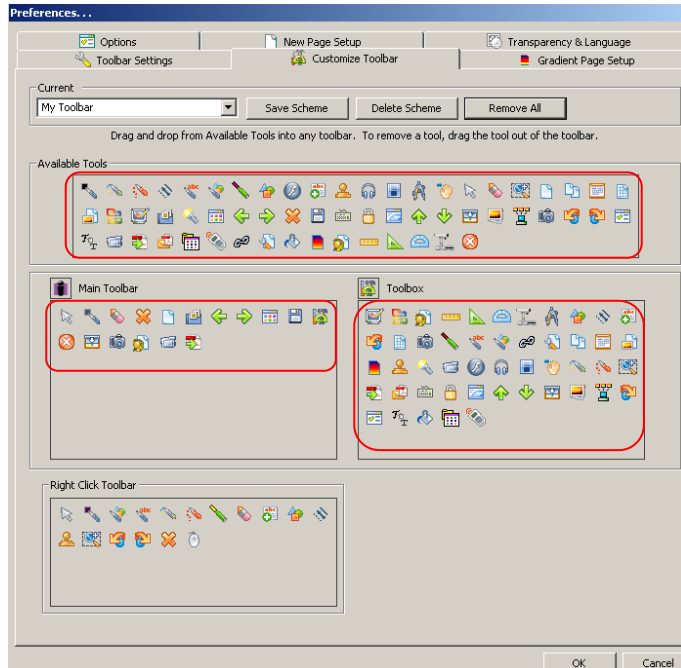 Preferences...
Options
New Page Setup
Transparency & Language
Toolbar Settings
Customize Toolbar
Gradient Page Setup
Current
My Toolbar
Save Scheme
Delete Scheme
Remove All
Drag and drop from Available Tools into any toolbar. To remove a tool, drag the tool out of the toolbar.
Available Tools
Main Toolbar
Toolbox
Right Click Toolbar
OK
Cancel